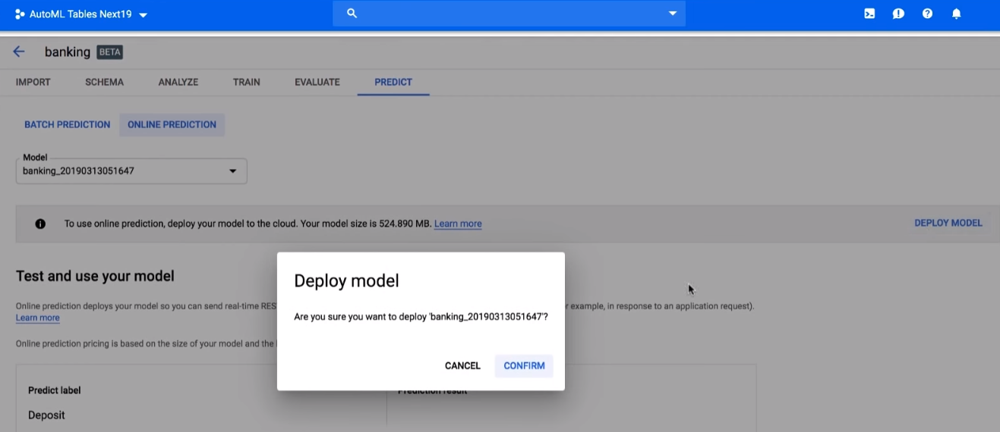 AutoML Tables Next19
banking BETA
IMPORT SCHEMA ANALYZE TRAIN EVALUATE PREDICT
BATCH PREDICTION ONLINE PREDICTION
Model
banking_20190313051647
To use online prediction, deploy your model to the cloud. Your model size is 524.890 MB. Learn more DEPLOY MODEL
Test and use your model
Online prediction deploys your model so you can send real-time example, in response to an application request).
Learn more
Online prediction pricing is based on the size of your model and the
Deploy model
Are you sure you want to deploy 'banking_20190313051647'?
CANCEL CONFIRM
Predict label Prediction result
Deposit